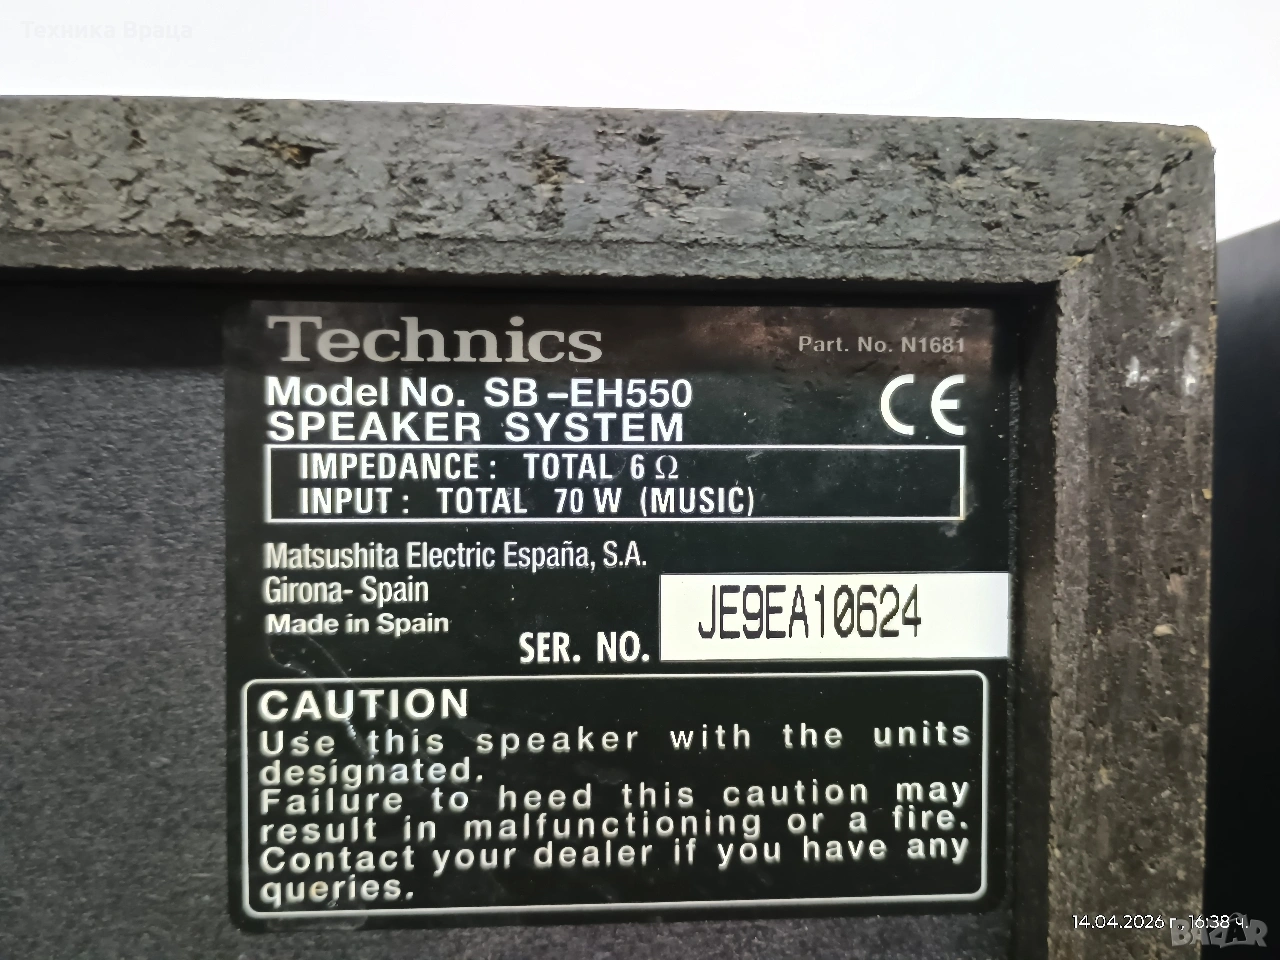 Техника Враца
Technics
Part. No. N1681
Model No. SB-EH550
SPEAKER SYSTEM
CE
IMPEDANCE: TOTAL 6 Ω
INPUT: TOTAL 70 W (MUSIC)
Matsushita Electric España, S.A.
Girona- Spain
Made in Spain
SER. NO. JE9EA10624
CAUTION
Use this speaker with the units
designated.
Failure to heed this caution may
result in malfunctioning or a fire.
Contact your dealer if you have any
queries.
14.04.2026 г., 16:38 ч.
BAZAR